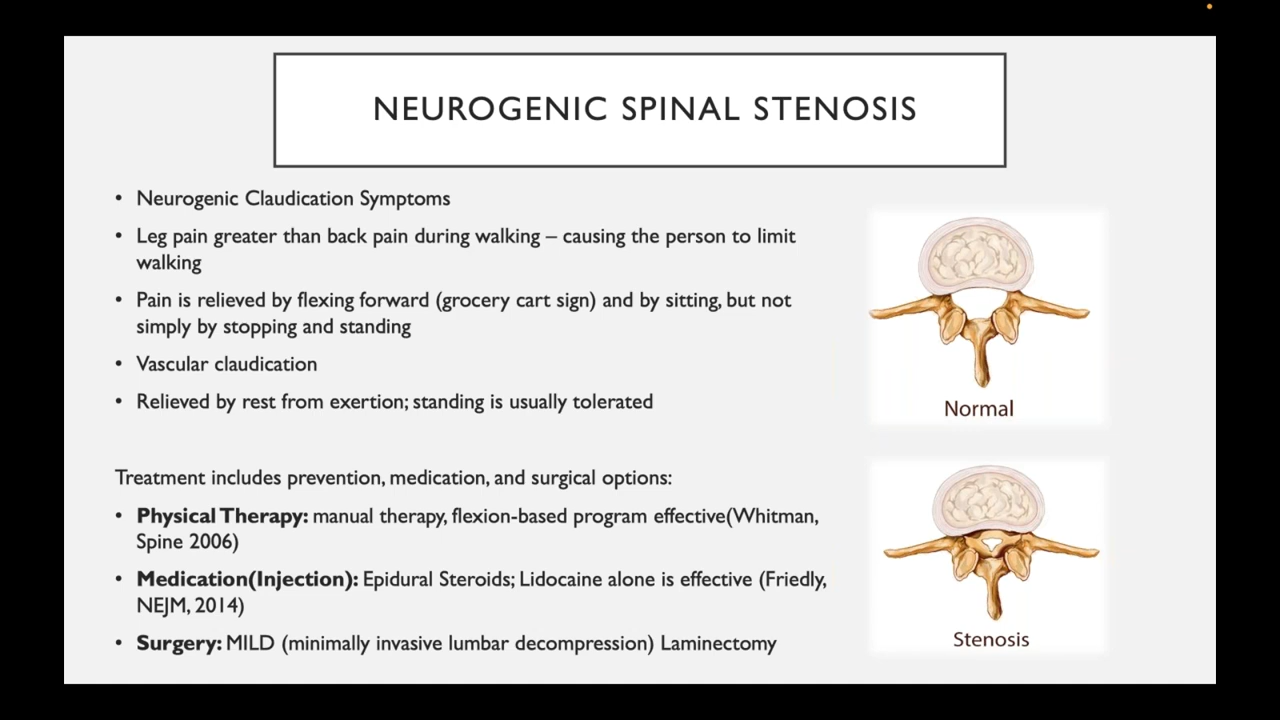 NEUROGENIC SPINAL STENOSIS
• Neurogenic Claudication Symptoms
• Leg pain greater than back pain during walking – causing the person to limit
walking
• Pain is relieved by flexing forward (grocery cart sign) and by sitting, but not
simply by stopping and standing
• Vascular claudication
• Relieved by rest from exertion; standing is usually tolerated
Treatment includes prevention, medication, and surgical options:
• Physical Therapy: manual therapy, flexion-based program effective(Whitman,
Spine 2006)
• Medication(Injection): Epidural Steroids; Lidocaine alone is effective (Friedly,
NEJM, 2014)
• Surgery: MILD (minimally invasive lumbar decompression) Laminectomy
Normal
Stenosis